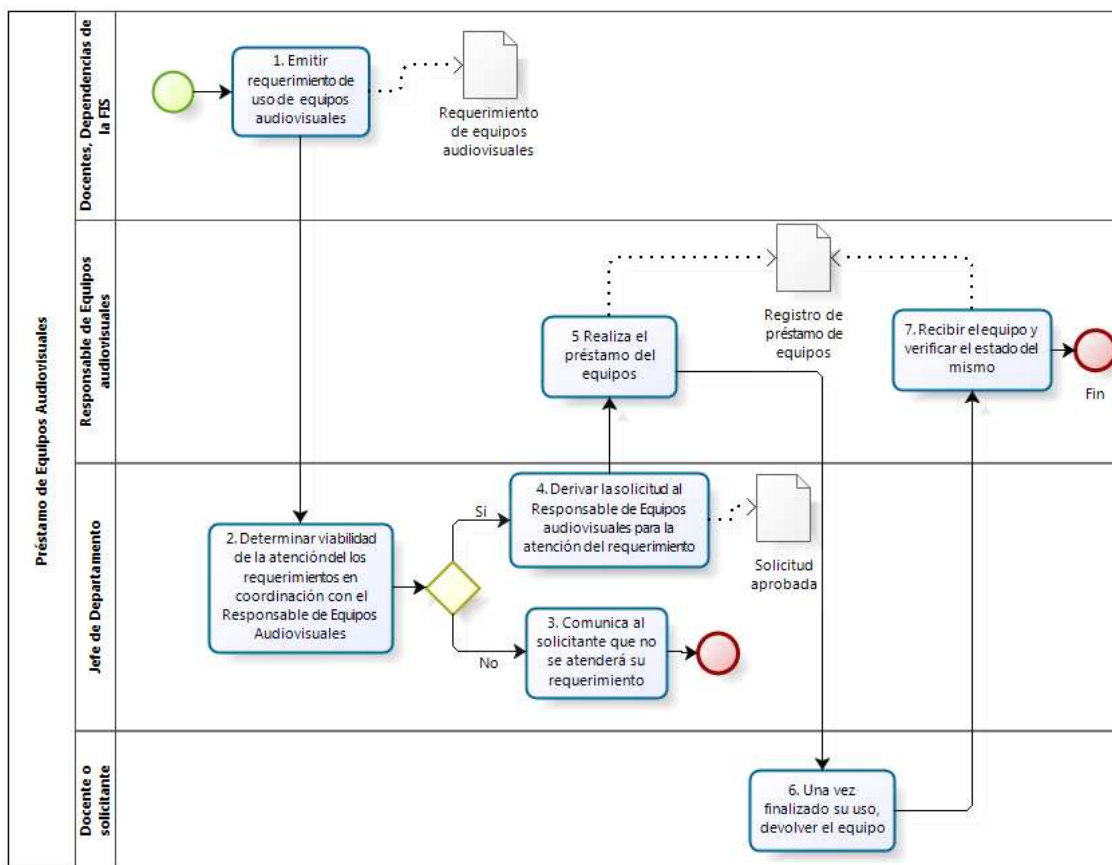 Préstamo de Equipos Audiovisuales
Docentes, Dependencias de
la FIS
1. Emitir
requerimiento de
uso de equipos
audiovisuales
Requerimiento
de equipos
audiovisuales
Responsable de Equipos
audiovisuales
5 Realiza el
préstamo del
equipos
Registro de
préstamo de
equipos
7. Recibir el equipo y
verificar el estado del
mismo
Fin
Jefe de Departamento
2. Determinar viabilidad
de la atención del los
requerimientos en
coordinación con el
Responsable de Equipos
Audiovisuales
Si
4. Derivar la solicitud al
Responsable de Equipos
audiovisuales para la
atención del requerimiento
Solicitud
aprobada
No
3. Comunica al
solicitante que no
se atenderá su
requerimiento
Docente o
solicitante
6. Una vez
finalizado su uso,
devolver el equipo